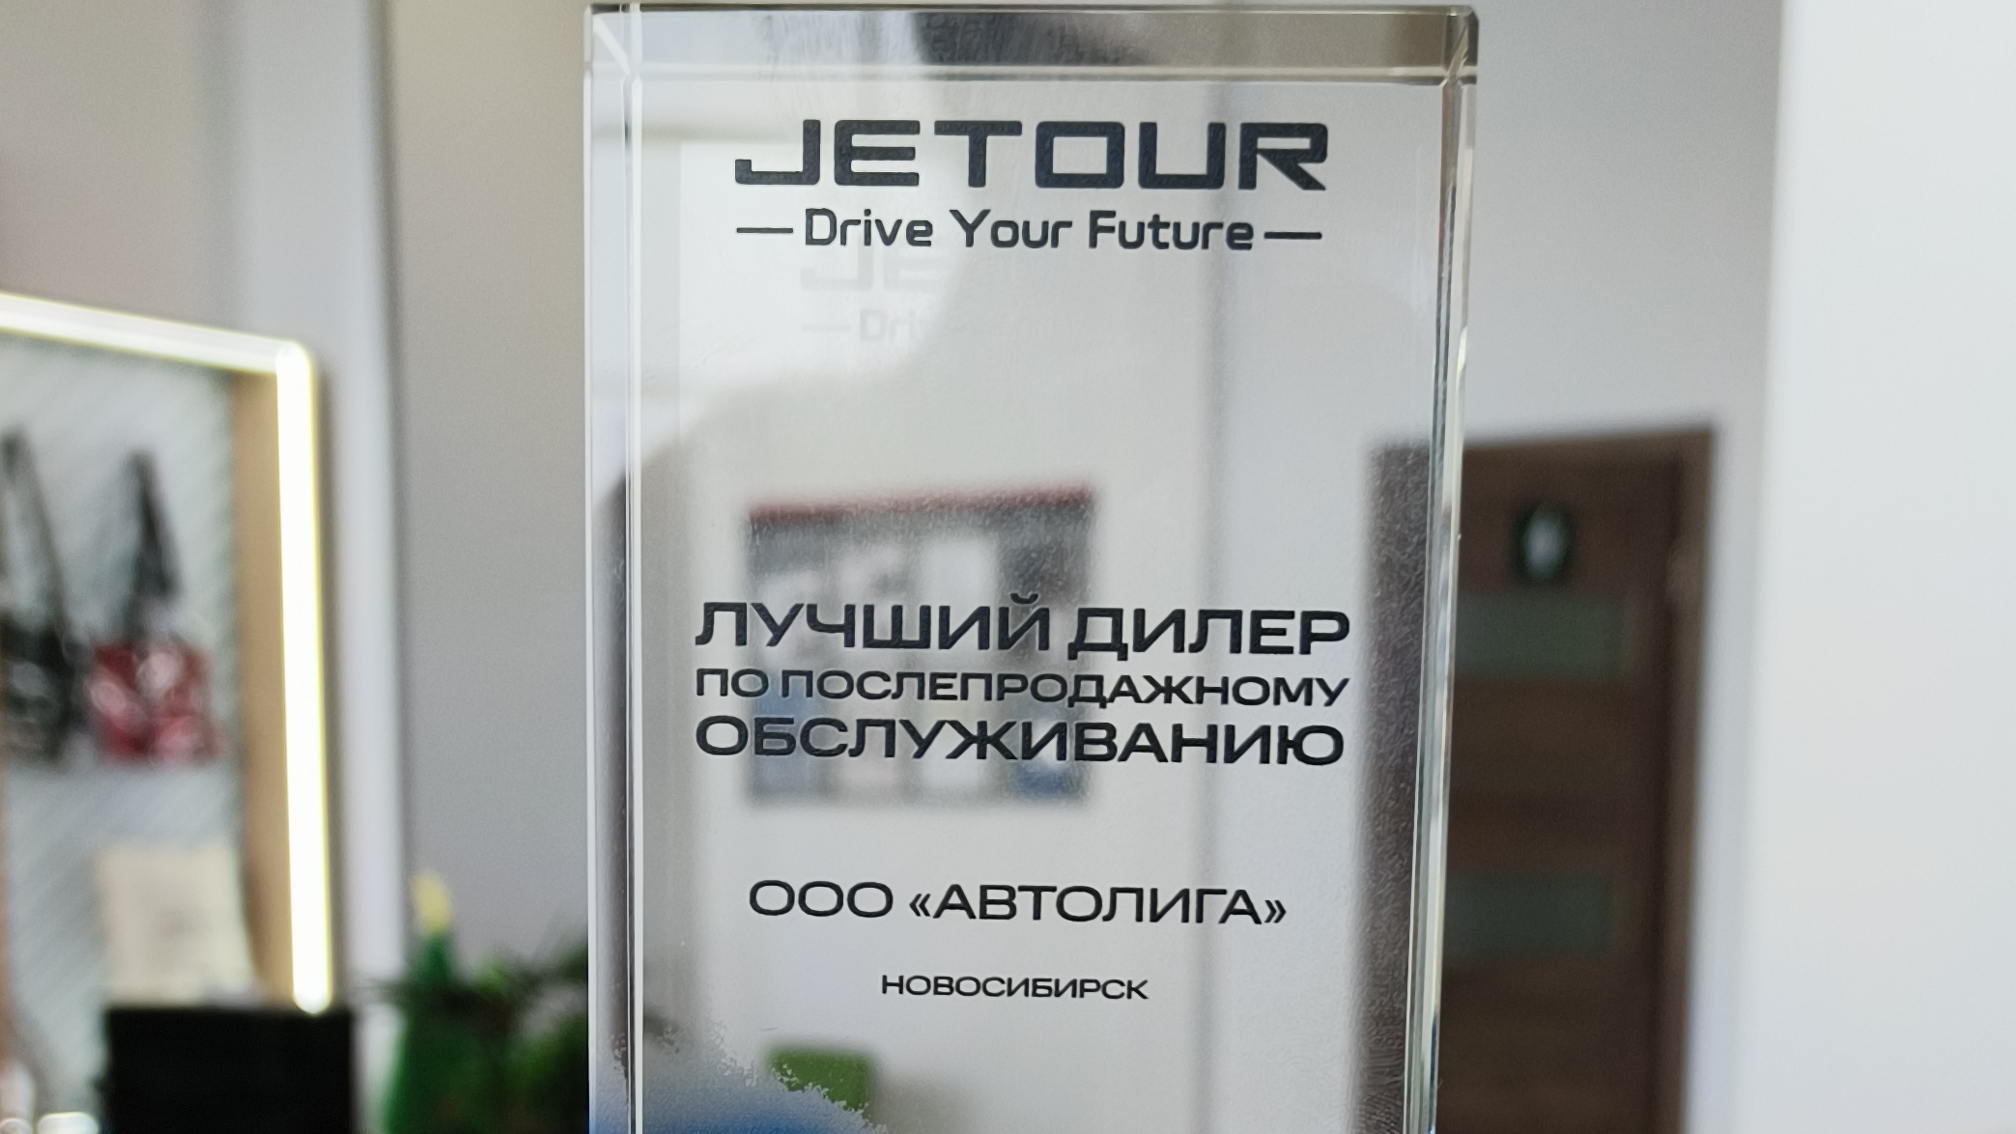 JETOUR
— Drive Your Future —
ЛУЧШИЙ ДИЛЕР
ПО ПОСЛЕПРОДАЖНОМУ
ОБСЛУЖИВАНИЮ
ООО «АВТОЛИГА»
НОВОСИБИРСК